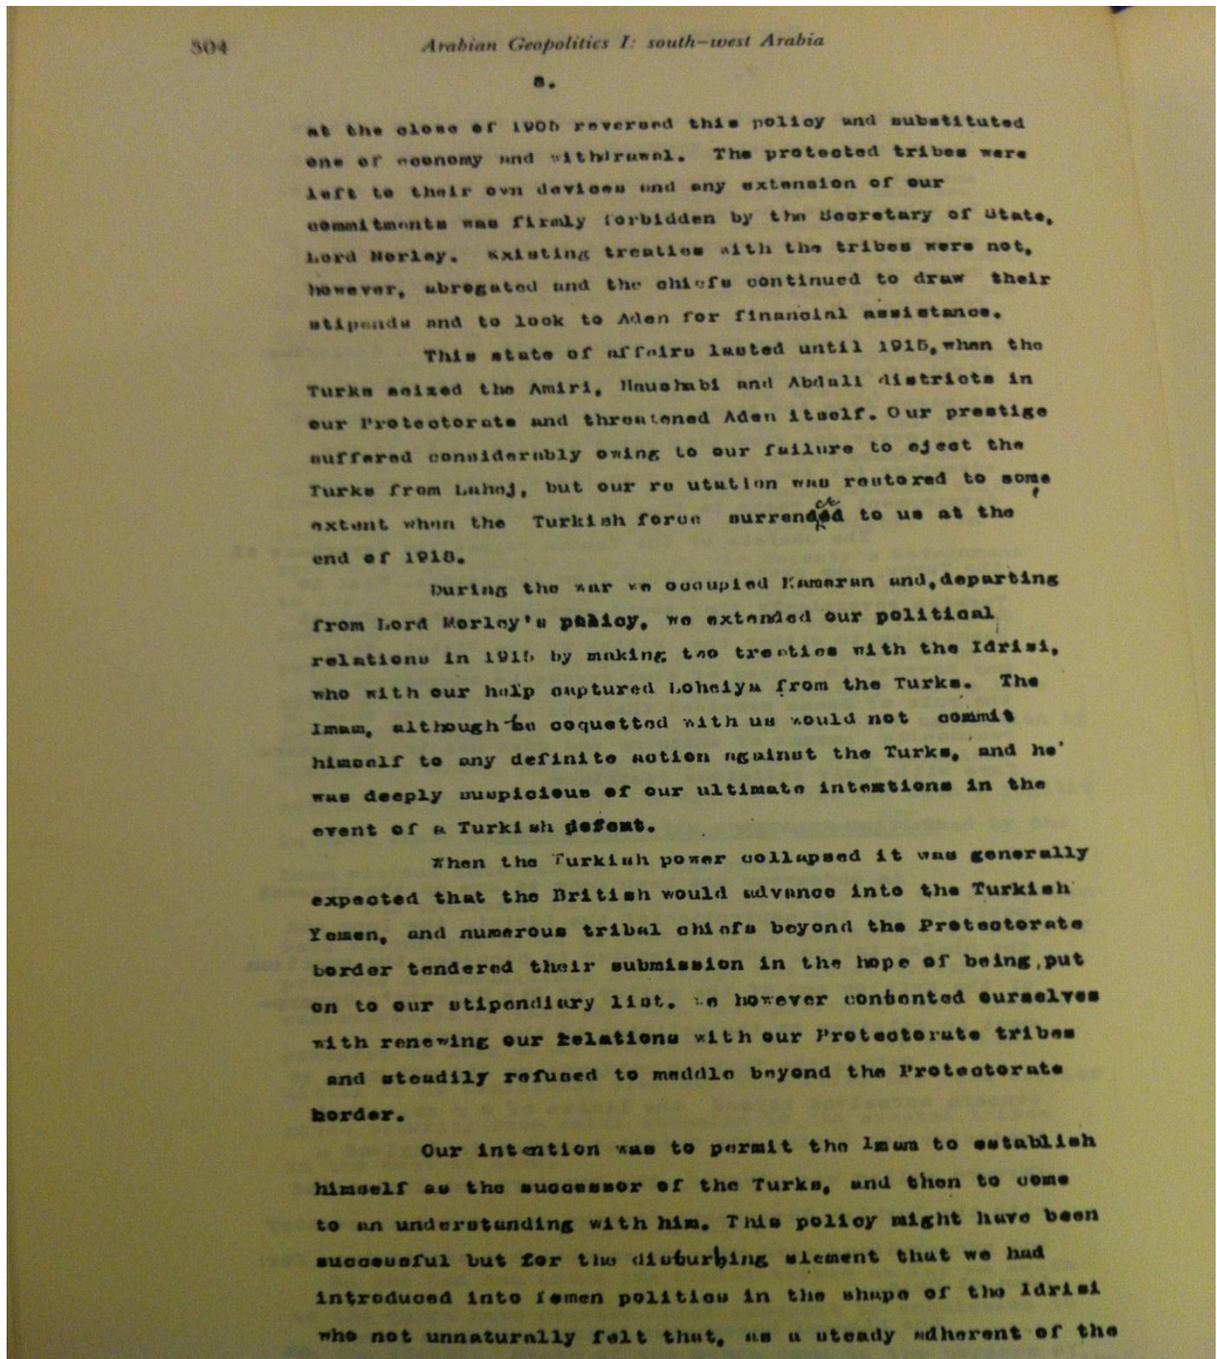 304
Arabian Geopolitics I: south-west Arabia
at the close of 1905 reversed this policy and substituted
one of economy and withdrawal. The protected tribes were
left to their own devices and any extension of our
commitments was firmly forbidden by the Secretary of State,
Lord Morley. Existing treaties with the tribes were not,
however, abrogated and the chiefs continued to draw their
stipends and to look to Aden for financial assistance.
This state of affairs lasted until 1915, when the
Turks seized the Amiri, Haushabi and Abdali districts in
our Protectorate and threatened Aden itself. Our prestige
suffered considerably owing to our failure to eject the
Turks from Lahej, but our re utation was restored to some
extent when the Turkish force surrendered to us at the
end of 1918.
During the war we occupied Kamaran and, departing
from Lord Morley's policy, we extended our political
relations in 1915 by making two treaties with the Idrisi,
who with our help captured Loheiya from the Turks. The
Imam, although he coquetted with us would not commit
himself to any definite action against the Turks, and he
was deeply suspicious of our ultimate intentions in the
event of a Turkish defeat.
When the Turkish power collapsed it was generally
expected that the British would advance into the Turkish
Yemen, and numerous tribal chiefs beyond the Protectorate
border tendered their submission in the hope of being, put
on to our stipendiary list. We however contented ourselves
with renewing our relations with our Protectorate tribes
and steadily refused to meddle beyond the Protectorate
border.
Our intention was to permit the Imam to establish
himself as the successor of the Turks, and then to come
to an understanding with him. This policy might have been
successful but for the disturbing element that we had
introduced into Yemen politics in the shape of the Idrisi
who not unnaturally felt that, as a steady adherent of the